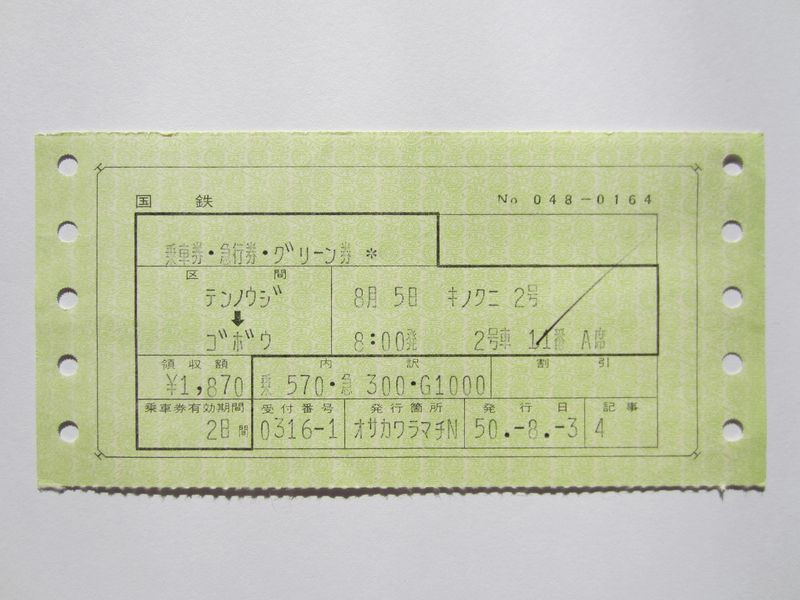 国 鉄 No 048-0164
乗車券・急行券・グリーン券 *
区 間
テンノウジ 8月 5日 キノクニ 2号
ゴボウ 8:00発 2号車 11番 A席
領収額 内 訳 割 引
¥1,870 乗 570・急 300・G1000
乗車券有効期間 受付番号 発行箇所 発 行 日 記事
2日間 0316-1 オサカワラマチN 50.-8.-3 4